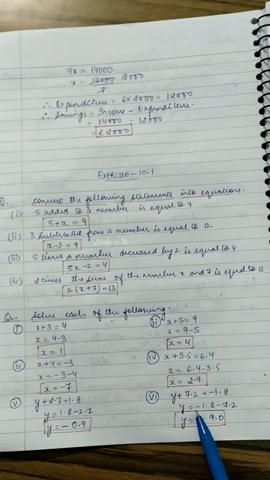 7x = 14000
x = 14000 2000
7
∴ Expenditure = 6x2000 = 12000
∴ Savings = Income - Expenditure.
= 14000 - 12000
= ₹2000
EXERCISE - 10.1
Q. Convert the following statements into equation.
(i) 5 added to a number is equal to 9
5+x = 9
(ii) 3 subtracted from a number is equal to 12.
x-3 = 9
(iii) 5 times a number decreased by 2 is equal to 4
5x-2 = 4
(iv) 2 times the sum of the number x and 7 is equal to 13
2(x+7) = 13
Q. Solve each of the following.
(i) x+3 = 4
x = 4-3
x = 1
(ii) x+5 = 9
x = 9-5
x = 4
(iii) x+4 = -3
x = -3-4
x = -7
(iv) x+3.5 = 6.4
x = 6.4-3.5
x = 2.9
(v) y+2.7 = 1.8
y = 1.8-2.7
y = -0.9
(vi) y+7.2 = -1.8
y = -1.8-7.2
y = 9.0